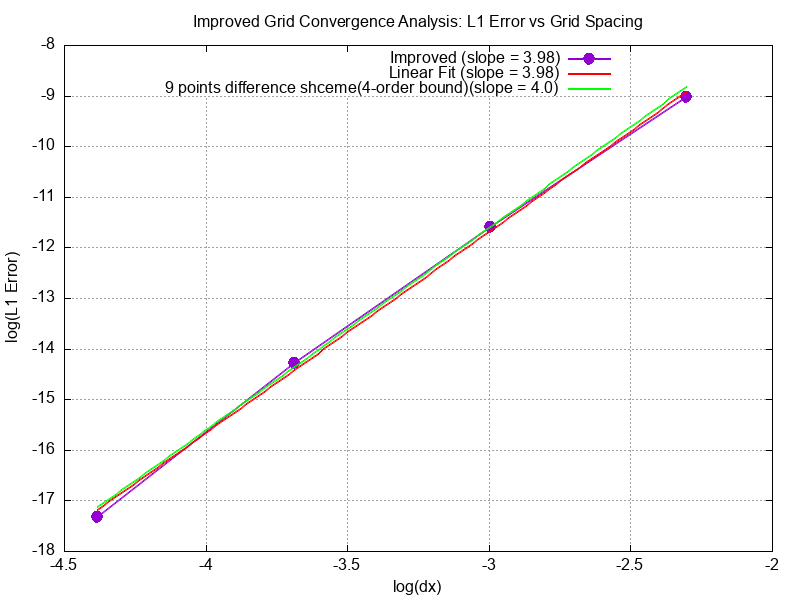 Improved Grid Convergence Analysis: L1 Error vs Grid Spacing
Improved (slope = 3.98)
Linear Fit (slope = 3.98)
9 points difference shceme(4-order bound)(slope = 4.0)
-8
-9
-10
-11
-12
-13
-14
-15
-16
-17
-18
log(L1 Error)
-4.5 -4 -3.5 -3 -2.5 -2
log(dx)